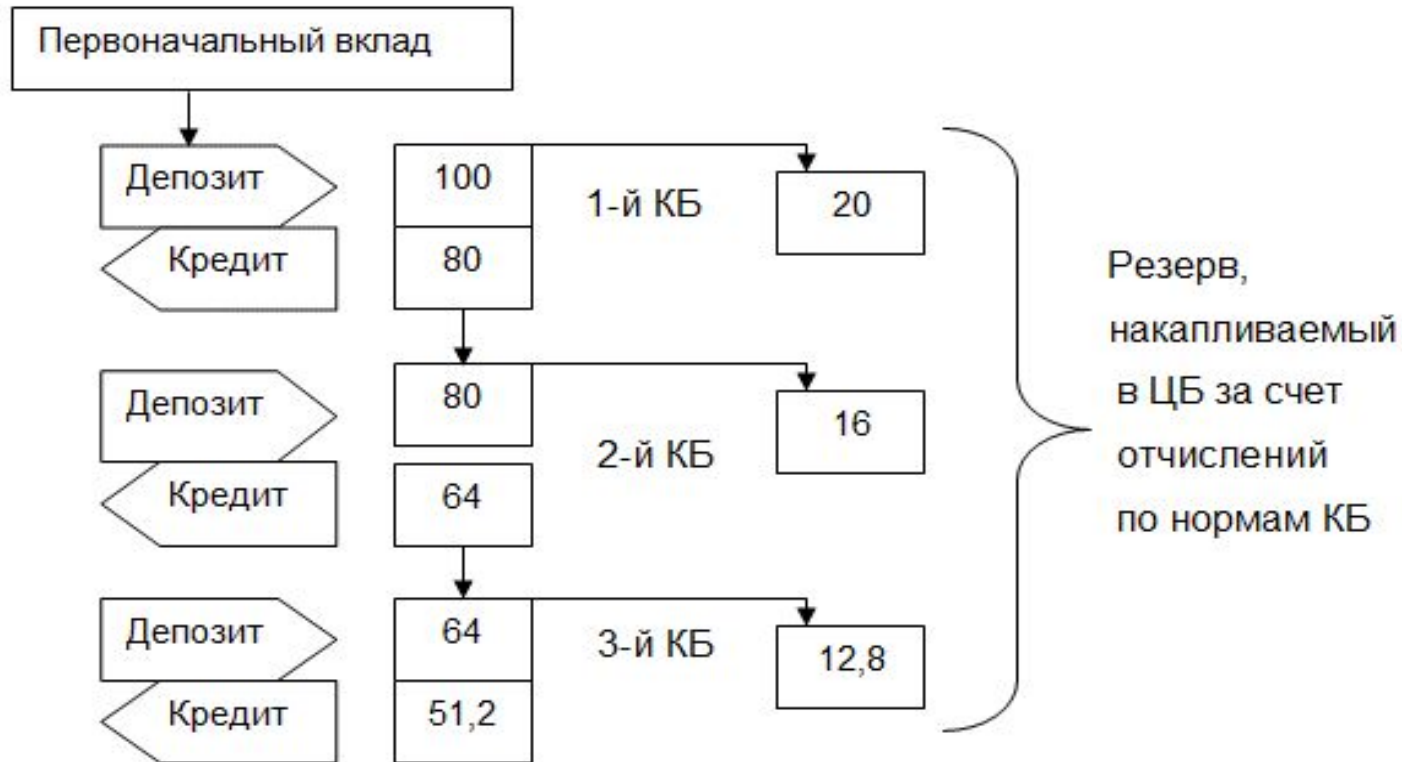 Первоначальный вклад
Депозит
100
1-й КБ
20
Кредит
80
Депозит
80
2-й КБ
16
Кредит
64
Депозит
64
3-й КБ
12,8
Кредит
51,2
Резерв,
накапливаемый
в ЦБ за счет
отчислений
по нормам КБ